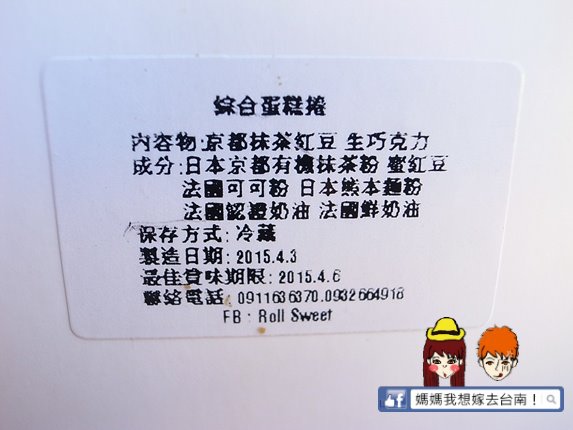 綜合蛋糕捲
內容物:京都抹茶紅豆 生巧克力
成分:日本京都有機抹茶粉 蜜紅豆
法國可可粉 日本熊本麵粉
法國認證奶油 法國鮮奶油
保存方式: 冷藏
製造日期: 2015.4.3
最佳賞味期限: 2015.4.6
聯絡電話: 0911636370.0932664918
FB : Roll Sweet
f 媽媽我想嫁去台南!